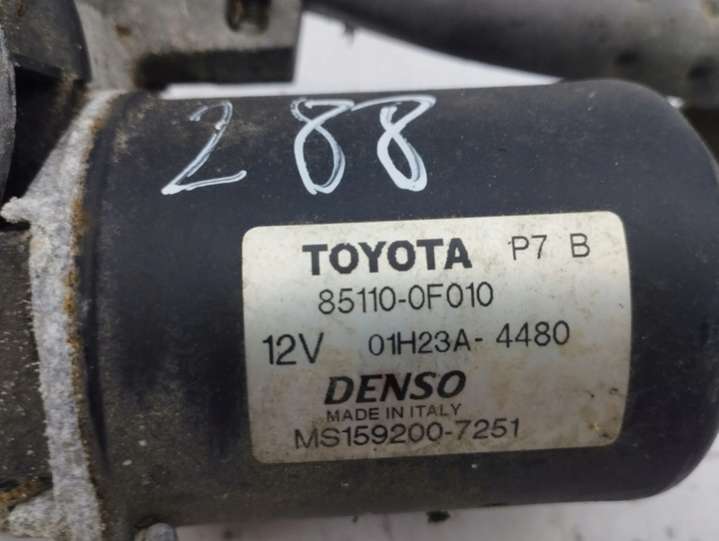 288
TOYOTA P7 B
85110-0F010
12V 01H23A-4480
DENSO
MADE IN ITALY
MS159200-7251